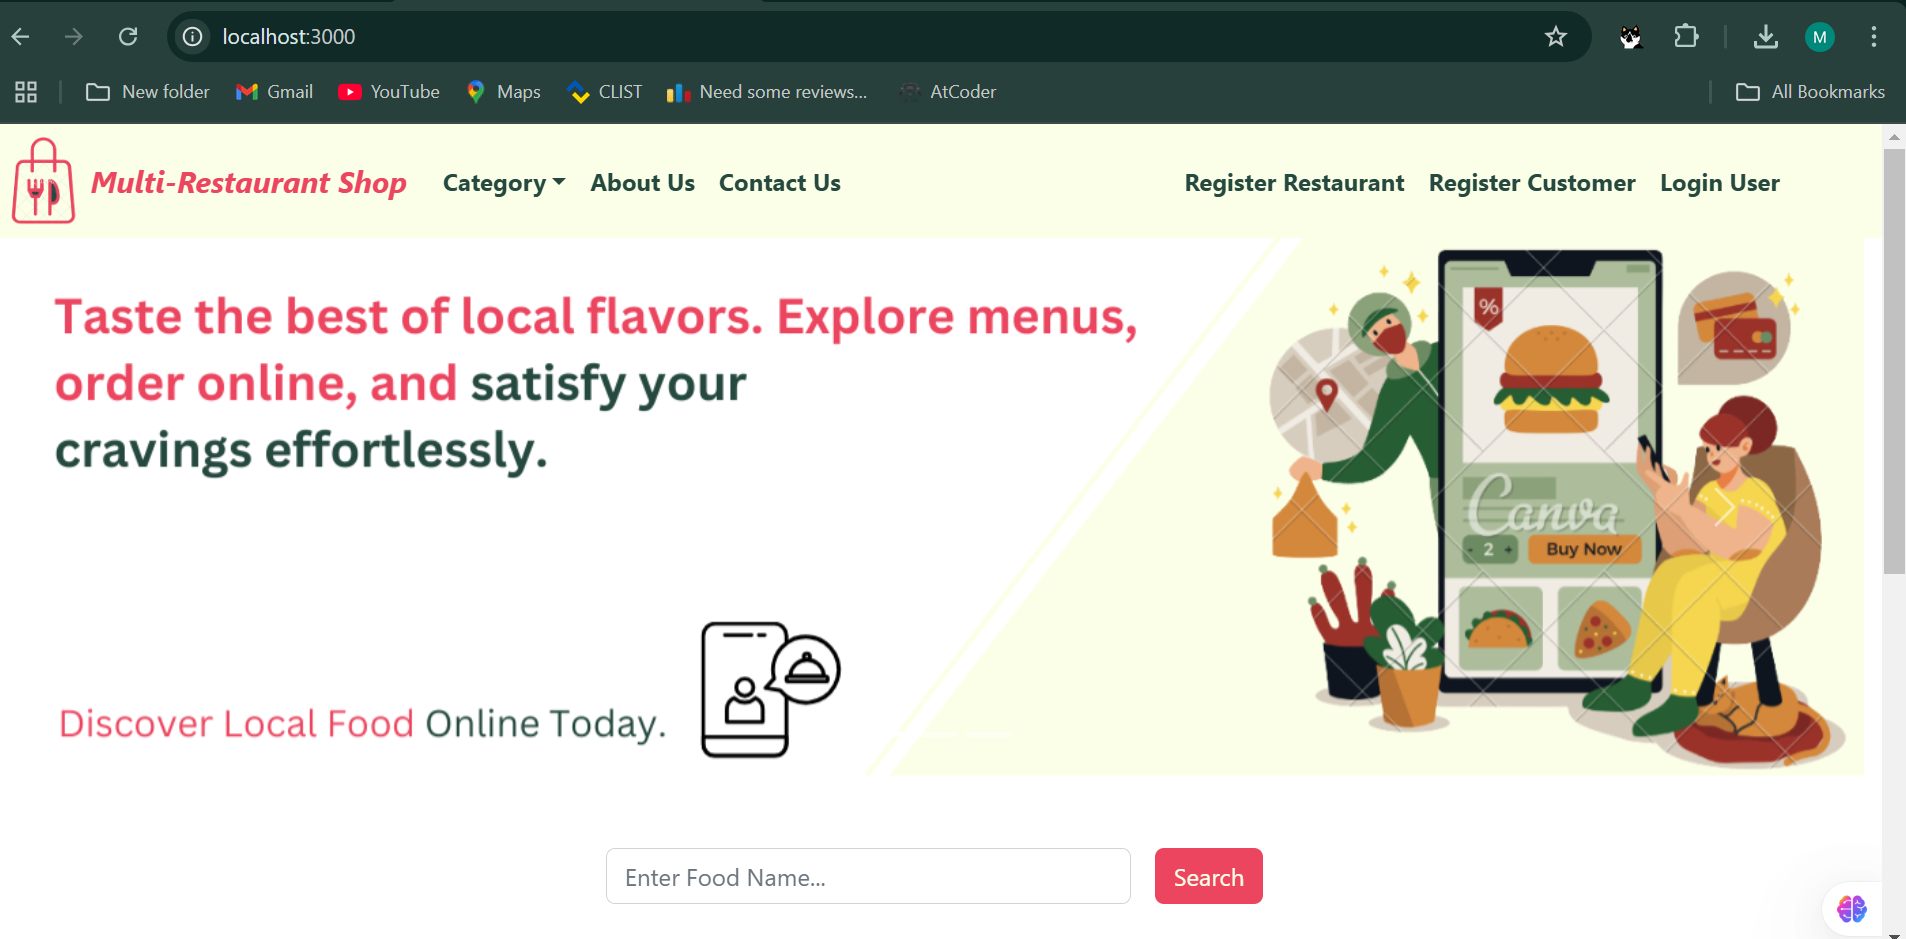 localhost:3000
M
New folder
Gmail
YouTube
Maps
CLIST
Need some reviews...
AtCoder
All Bookmarks
Multi-Restaurant Shop
Category
About Us
Contact Us
Register Restaurant
Register Customer
Login User
Taste the best of local flavors. Explore menus,
order online, and satisfy your
cravings effortlessly.
%
Canva
- 2 +
Buy Now
Discover Local Food Online Today.
Enter Food Name...
Search